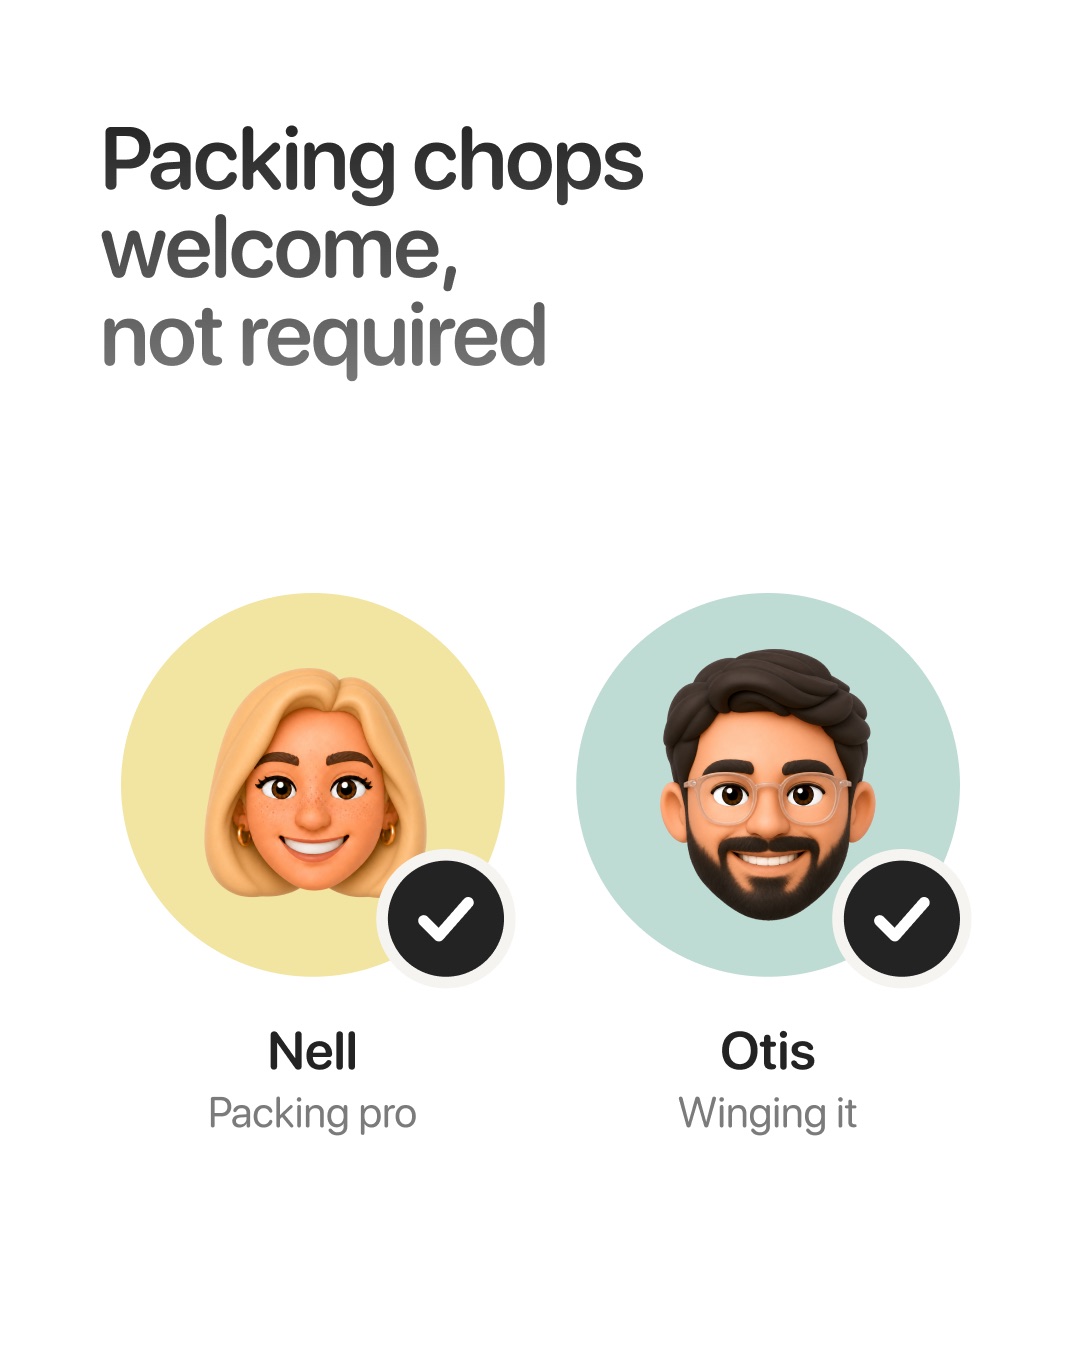 Packing chops
welcome,
not required
Nell
Packing pro
Otis
Winging it